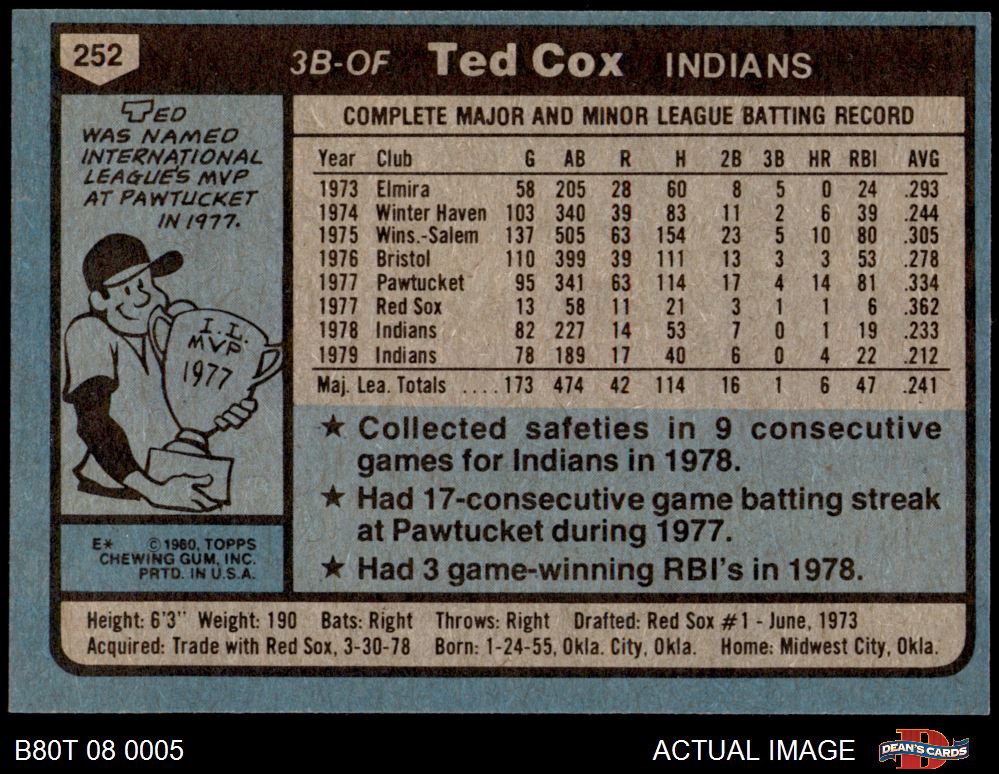 252
3B-OF Ted Cox INDIANS
TED
WAS NAMED
INTERNATIONAL
LEAGUE'S MVP
AT PAWTUCKET
IN 1977.
I.L.
MVP
1977
E* © 1980, TOPPS
CHEWING GUM, INC.
PRTD. IN U.S.A.
COMPLETE MAJOR AND MINOR LEAGUE BATTING RECORD
Year Club G AB R H 2B 3B HR RBI AVG
1973 Elmira 58 205 28 60 8 5 0 24 .293
1974 Winter Haven 103 340 39 83 11 2 6 39 .244
1975 Wins.-Salem 137 505 63 154 23 5 10 80 .305
1976 Bristol 110 399 39 111 13 3 3 53 .278
1977 Pawtucket 95 341 63 114 17 4 14 81 .334
1977 Red Sox 13 58 11 21 3 1 1 6 .362
1978 Indians 82 227 14 53 7 0 1 19 .233
1979 Indians 78 189 17 40 6 0 4 22 .212
Maj. Lea. Totals ....173 474 42 114 16 1 6 47 .241
★ Collected safeties in 9 consecutive
games for Indians in 1978.
★ Had 17-consecutive game batting streak
at Pawtucket during 1977.
★ Had 3 game-winning RBI's in 1978.
Height: 6'3" Weight: 190 Bats: Right Throws: Right Drafted: Red Sox #1 - June, 1973
Acquired: Trade with Red Sox, 3-30-78 Born: 1-24-55, Okla. City, Okla. Home: Midwest City, Okla.
B80T 08 0005 ACTUAL IMAGE DEAN'S CARDS